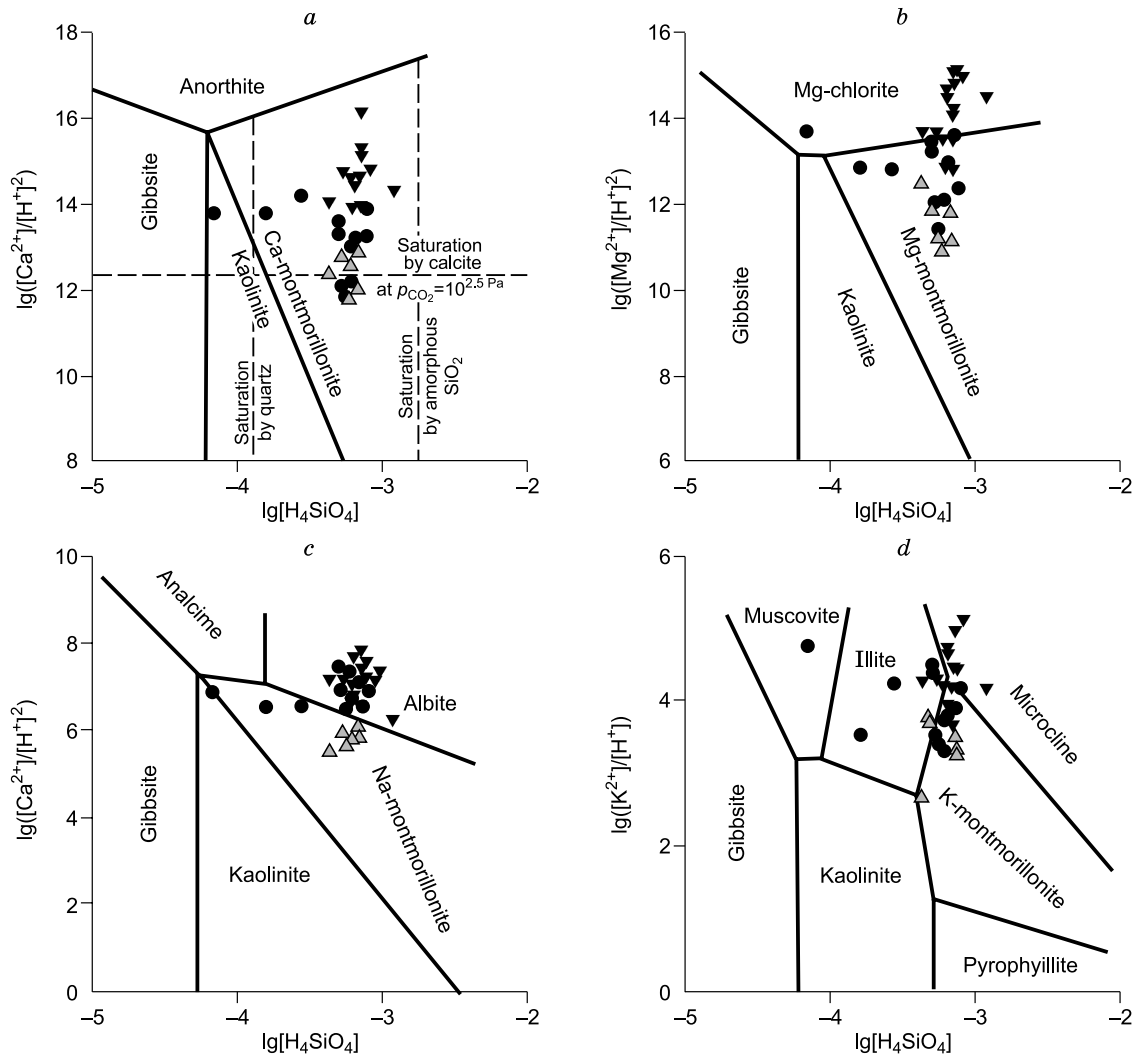 a
18
16
14
12
10
8
–5
–4
–3
–2
lg([Ca²⁺]/[H⁺]²)
lg[H₄SiO₄]
Anorthite
Gibbsite
Kaolinite
Ca-montmorillonite
Saturation
by calcite
at pCO₂=10²·⁵ ᴾᵃ
Saturation
by quartz
Saturation
by amorphous
SiO₂
b
16
14
12
10
8
6
–5
–4
–3
–2
lg([Mg²⁺]/[H⁺]²)
lg[H₄SiO₄]
Mg-chlorite
Gibbsite
Kaolinite
Mg-montmorillonite
c
10
8
6
4
2
0
–5
–4
–3
–2
lg([Ca²⁺]/[H⁺]²)
lg[H₄SiO₄]
Analcime
Albite
Gibbsite
Kaolinite
Na-montmorillonite
d
6
4
2
0
–5
–4
–3
–2
lg([K²⁺]/[H⁺])
lg[H₄SiO₄]
Muscovite
Illite
Microcline
Gibbsite
Kaolinite
K-montmorillonite
Pyrophyillite